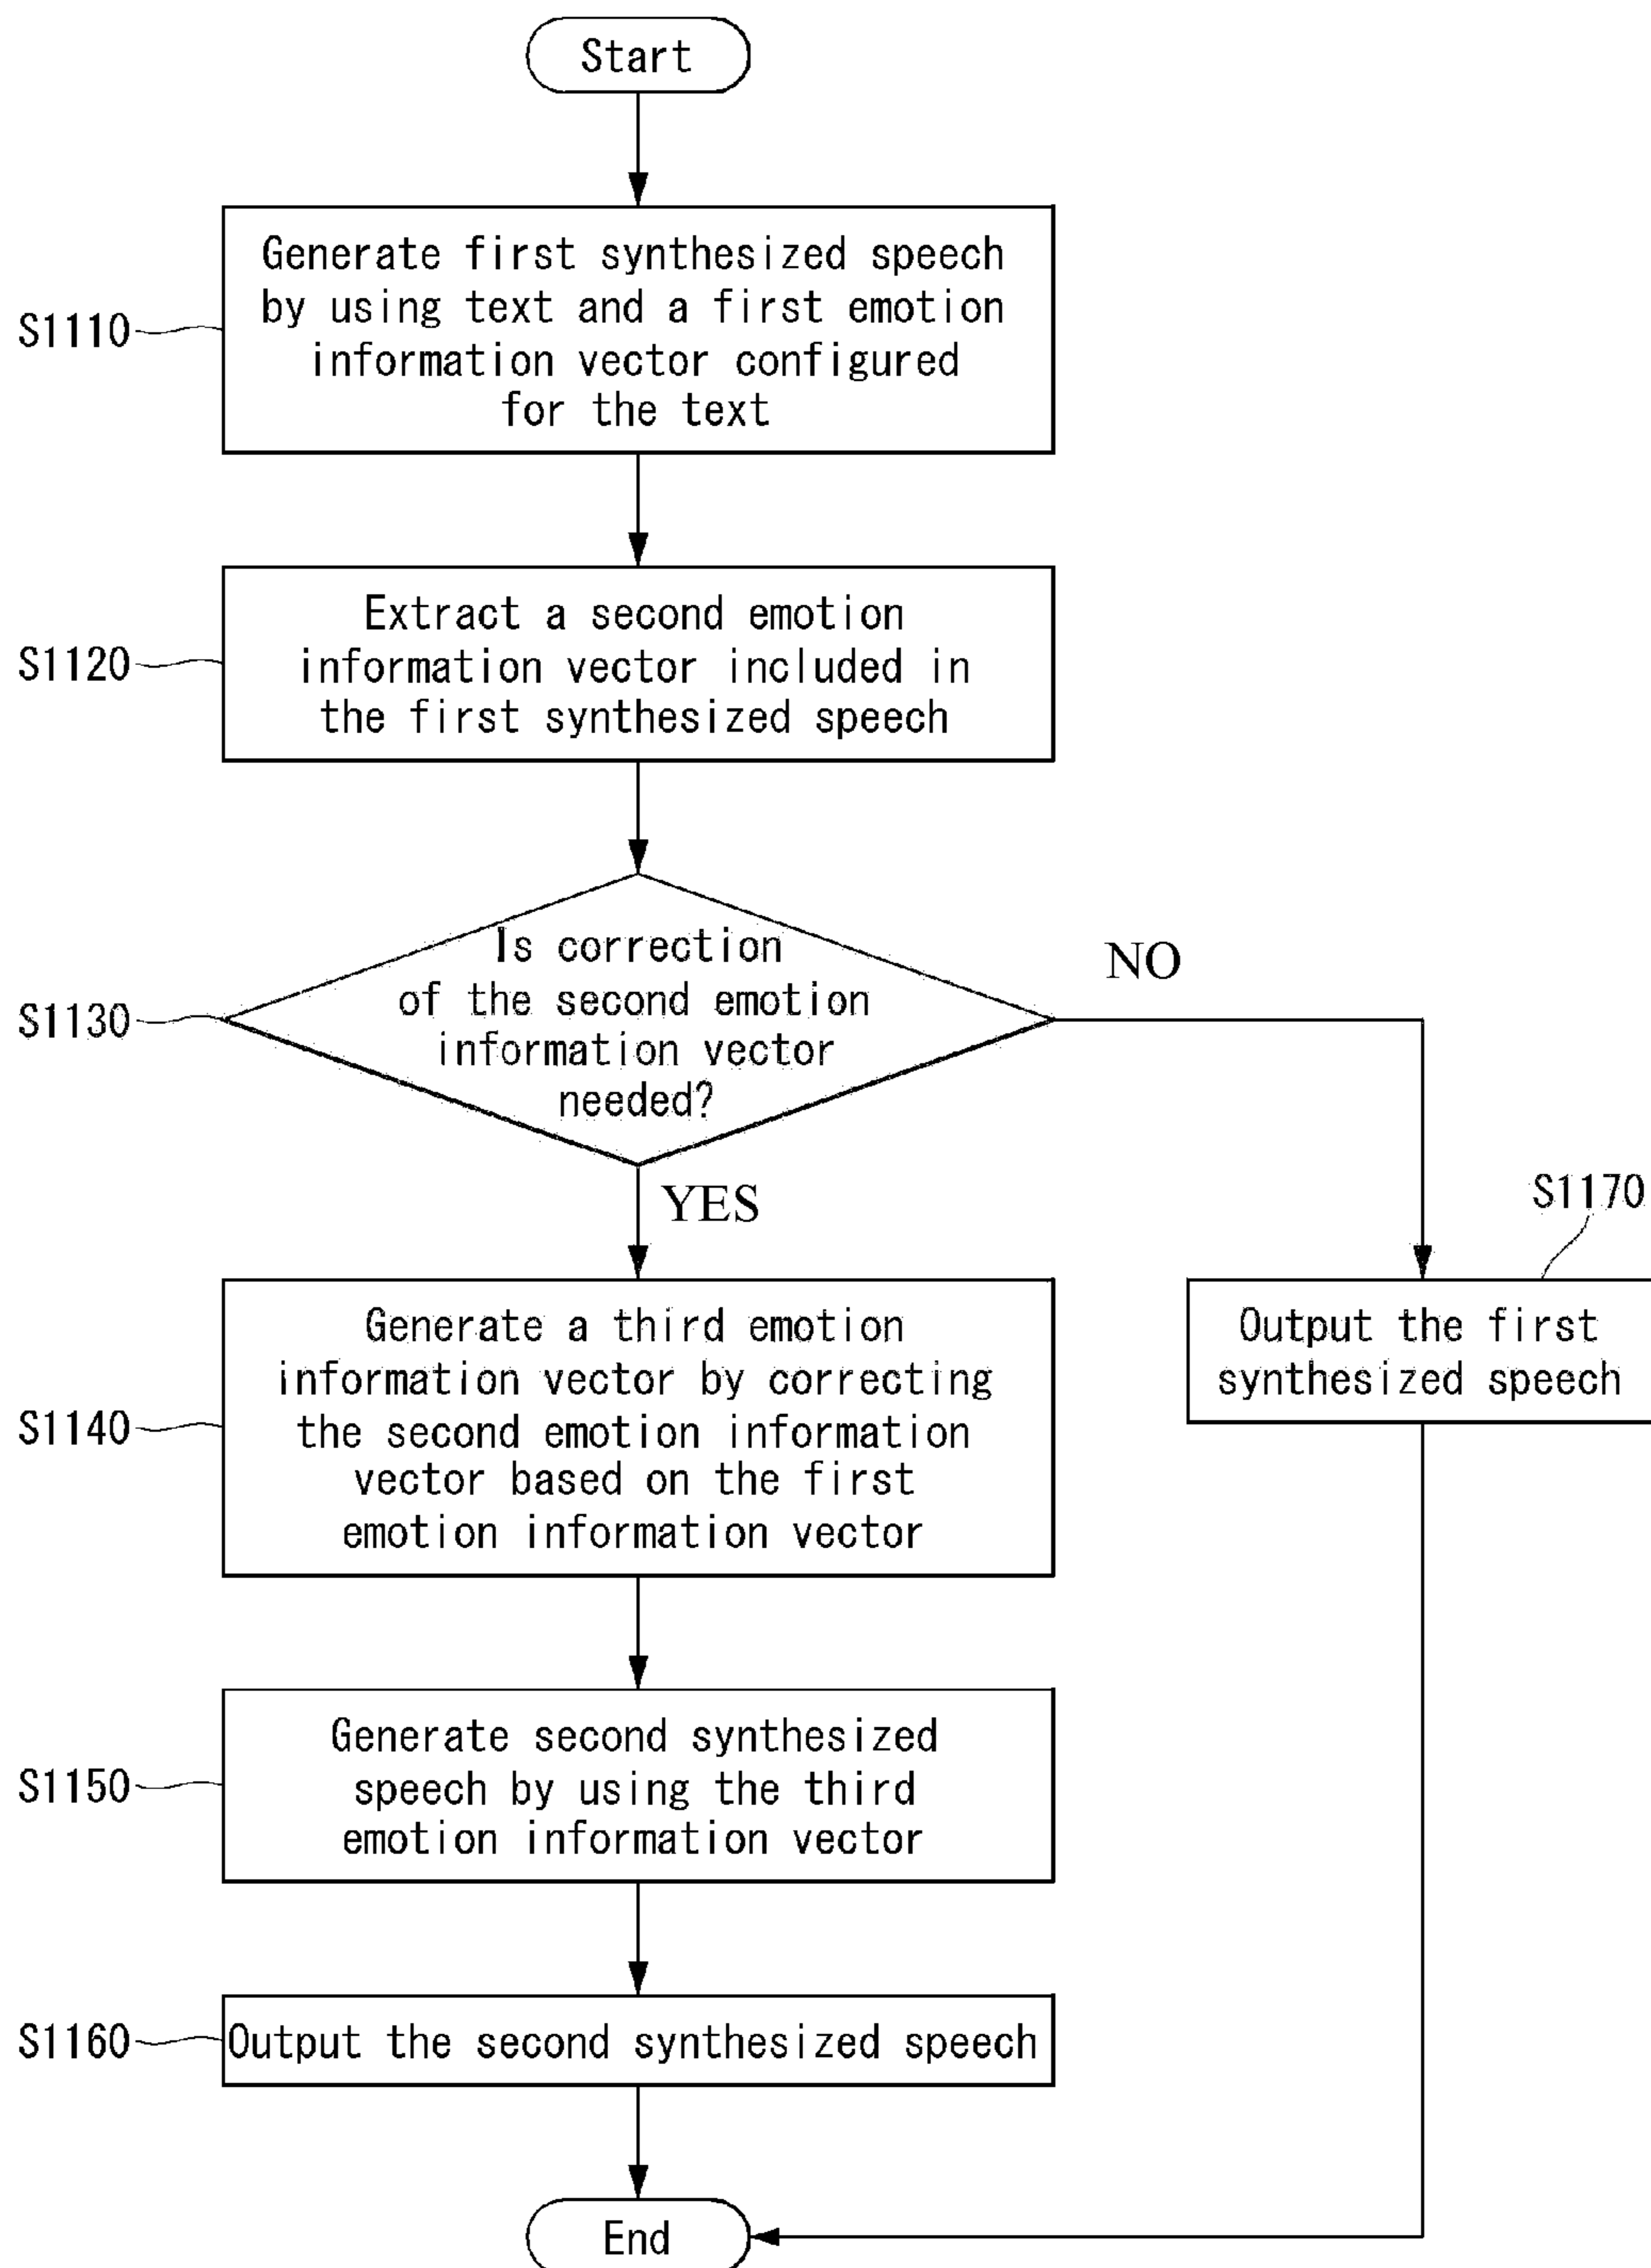 Start
S1110
Generate first synthesized speech
by using text and a first emotion
information vector configured
for the text
S1120
Extract a second emotion
information vector included in
the first synthesized speech
S1130
Is correction
of the second emotion
information vector
needed?
NO
YES
S1170
Output the first
synthesized speech
S1140
Generate a third emotion
information vector by correcting
the second emotion information
vector based on the first
emotion information vector
S1150
Generate second synthesized
speech by using the third
emotion information vector
S1160
Output the second synthesized speech
End